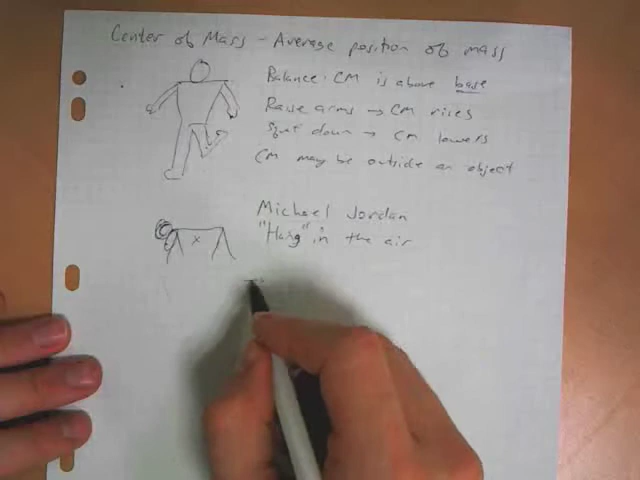 Center of Mass - Average position of mass
Balance: CM is above base
Raise arms → CM rises
Squt down → CM lowers
CM may be outside an object
Michael Jordan
"Hang" in the air
x